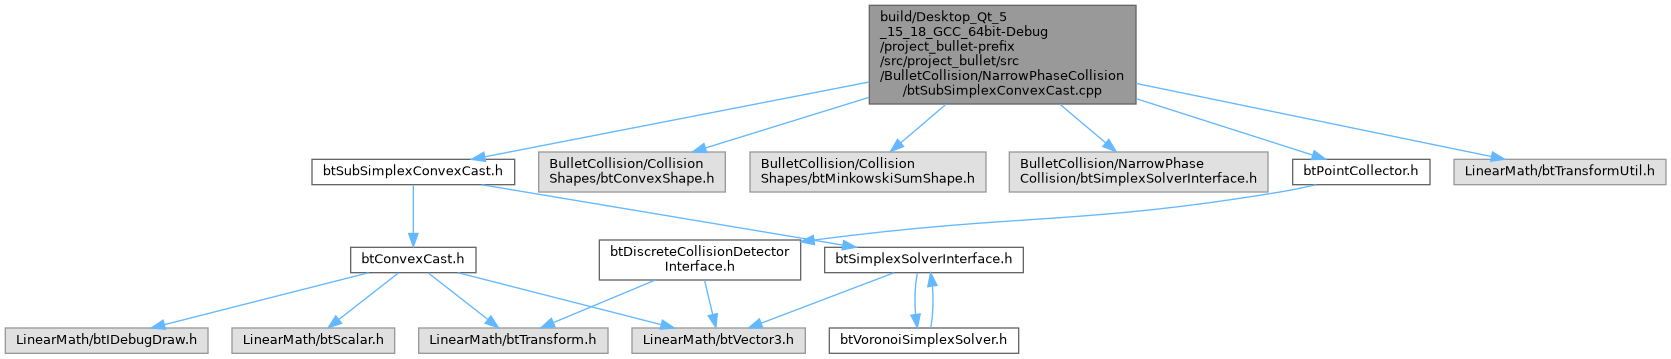 build/Desktop_Qt_5
_15_18_GCC_64bit-Debug
/project_bullet-prefix
/src/project_bullet/src
/BulletCollision/NarrowPhaseCollision
/btSubSimplexConvexCast.cpp
btSubSimplexConvexCast.h
BulletCollision/Collision
Shapes/btConvexShape.h
BulletCollision/Collision
Shapes/btMinkowskiSumShape.h
BulletCollision/NarrowPhase
Collision/btSimplexSolverInterface.h
btPointCollector.h
LinearMath/btTransformUtil.h
btConvexCast.h
btDiscreteCollisionDetector
Interface.h
btSimplexSolverInterface.h
LinearMath/btIDebugDraw.h
LinearMath/btScalar.h
LinearMath/btTransform.h
LinearMath/btVector3.h
btVoronoiSimplexSolver.h